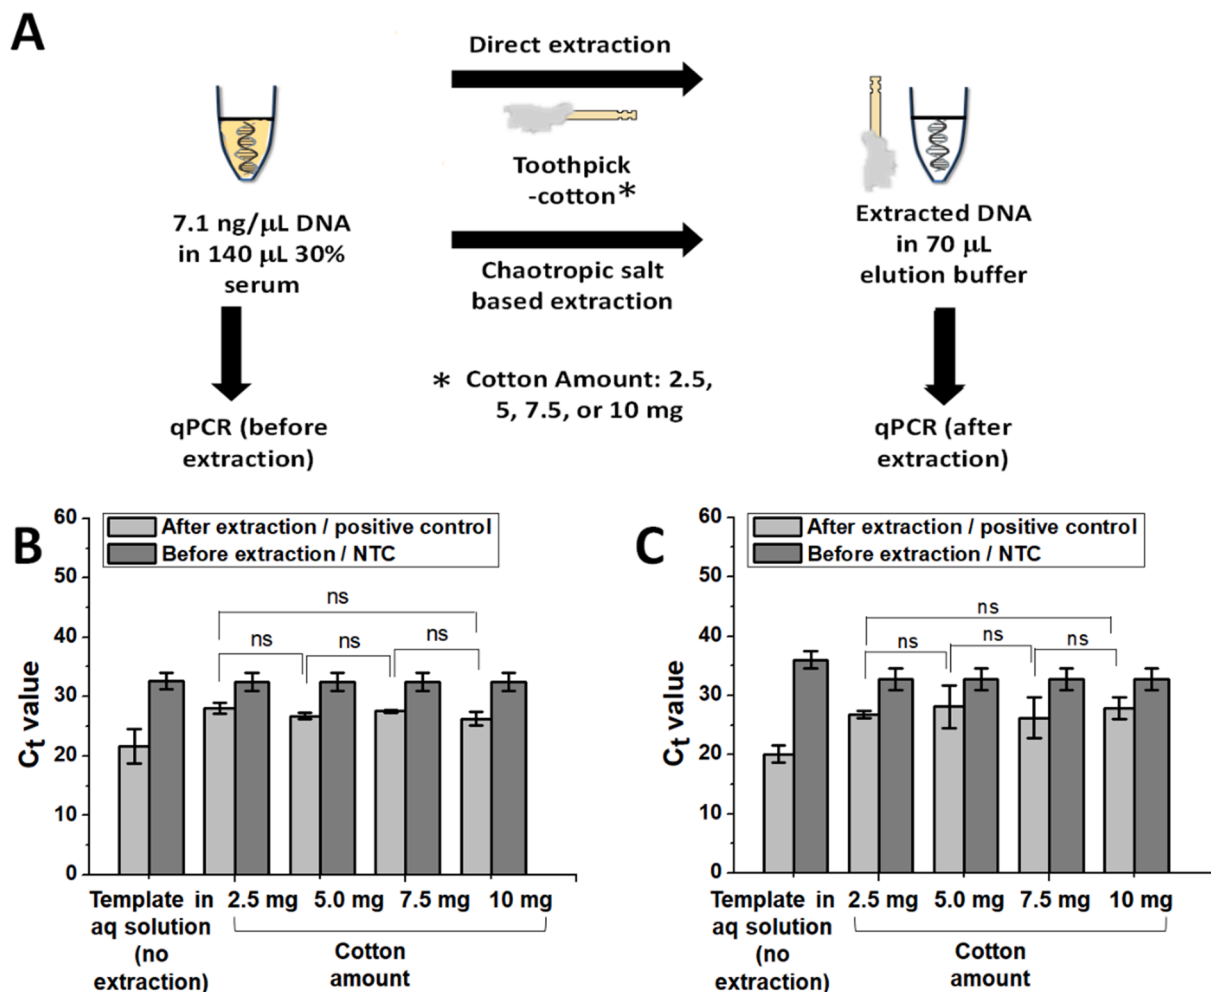 A
Direct extraction
Toothpick
-cotton*
7.1 ng/μL DNA
in 140 μL 30%
serum
Chaotropic salt
based extraction
Extracted DNA
in 70 μL
elution buffer
* Cotton Amount: 2.5,
5, 7.5, or 10 mg
qPCR (before
extraction)
qPCR (after
extraction)
B
After extraction / positive control
Before extraction / NTC
ns
ns
ns
ns
60
50
40
30
20
10
0
Ct value
Template in
aq solution
(no
extraction)
2.5 mg
5.0 mg
7.5 mg
10 mg
Cotton
amount
C
After extraction / positive control
Before extraction / NTC
ns
ns
ns
ns
60
50
40
30
20
10
0
Ct value
Template in
aq solution
(no
extraction)
2.5 mg
5.0 mg
7.5 mg
10 mg
Cotton
amount